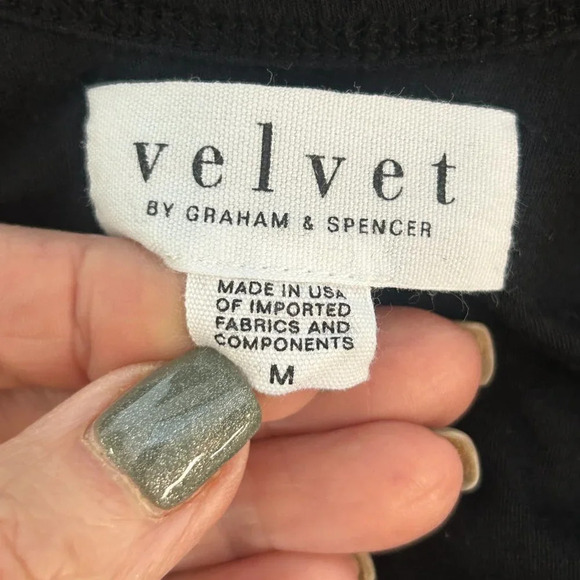 velvet
BY GRAHAM & SPENCER
MADE IN USA
OF IMPORTED
FABRICS AND
COMPONENTS
M